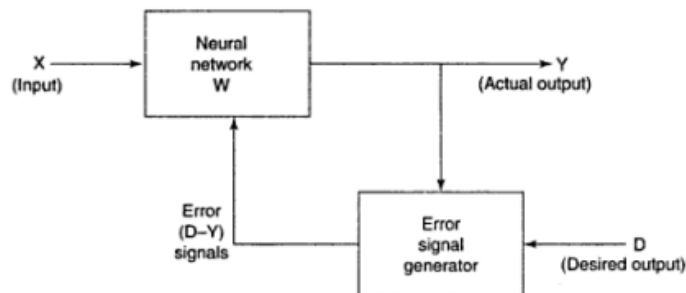 X
(Input)
Neural
network
W
Y
(Actual output)
Error
(D–Y)
signals
Error
signal
generator
D
(Desired output)